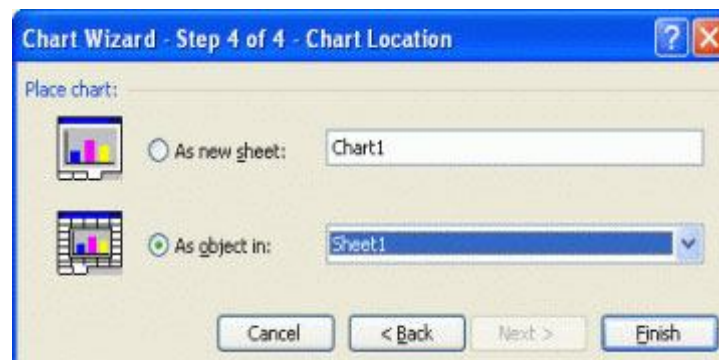 Chart Wizard - Step 4 of 4 - Chart Location
Place chart:
As new sheet: Chart1
As object in: Sheet1
Cancel < Back Next > Finish